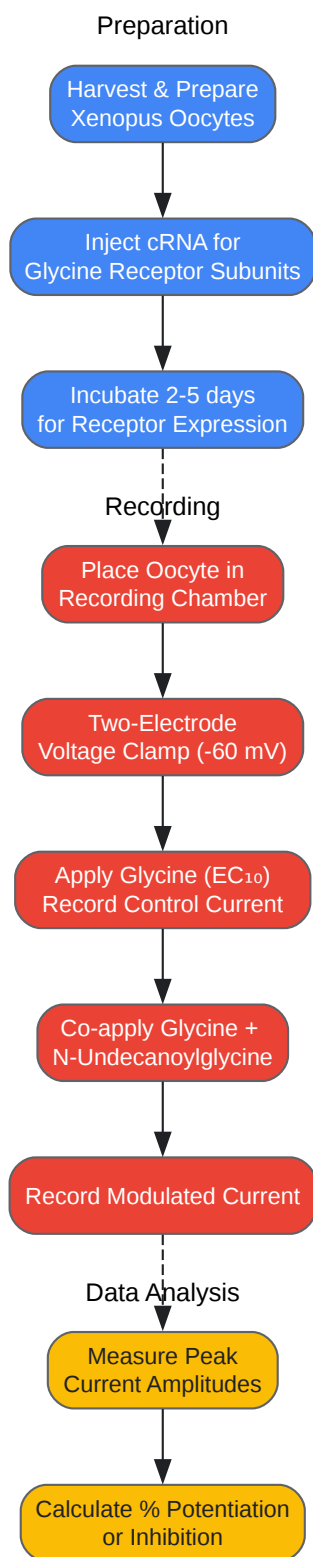 Preparation
Harvest & Prepare
Xenopus Oocytes
Inject cRNA for
Glycine Receptor Subunits
Incubate 2-5 days
for Receptor Expression
Recording
Place Oocyte in
Recording Chamber
Two-Electrode
Voltage Clamp (-60 mV)
Apply Glycine (EC₁₀)
Record Control Current
Co-apply Glycine +
N-Undecanoylglycine
Record Modulated Current
Data Analysis
Measure Peak
Current Amplitudes
Calculate % Potentiation
or Inhibition